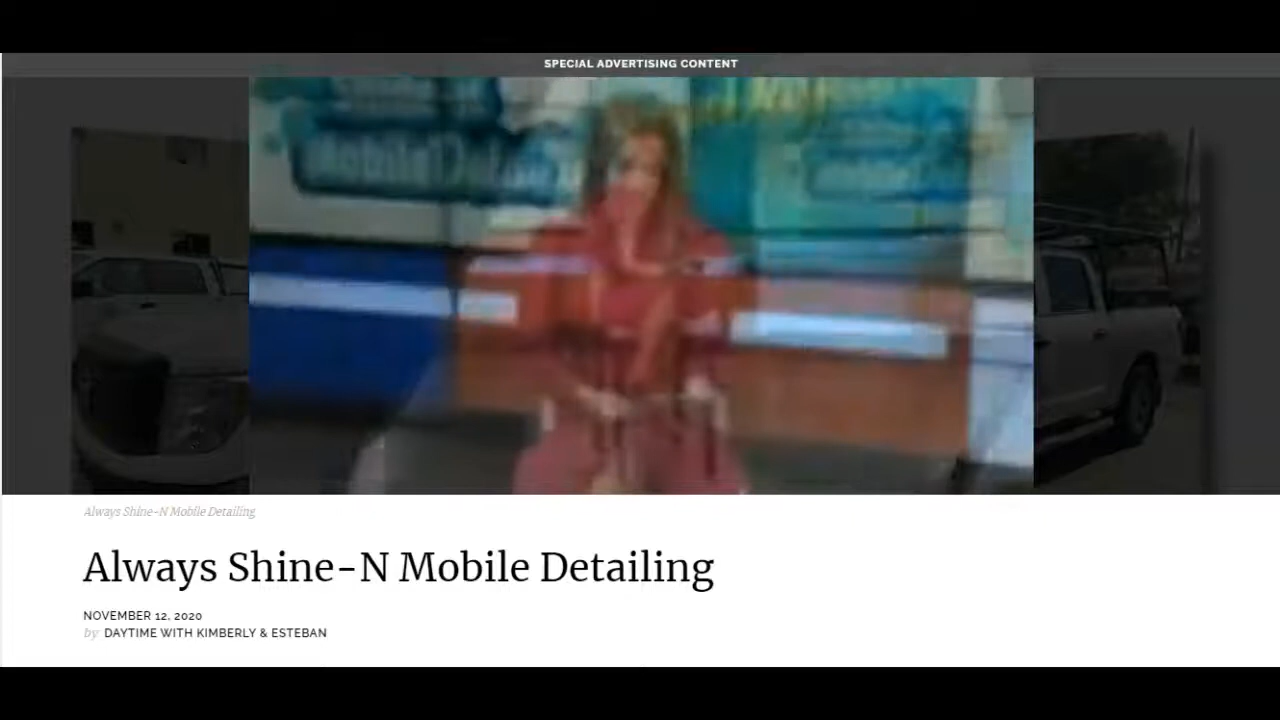 SPECIAL ADVERTISING CONTENT
Always Shine-N Mobile Detailing
Always Shine-N Mobile Detailing
NOVEMBER 12, 2020
by DAYTIME WITH KIMBERLY & ESTEBAN